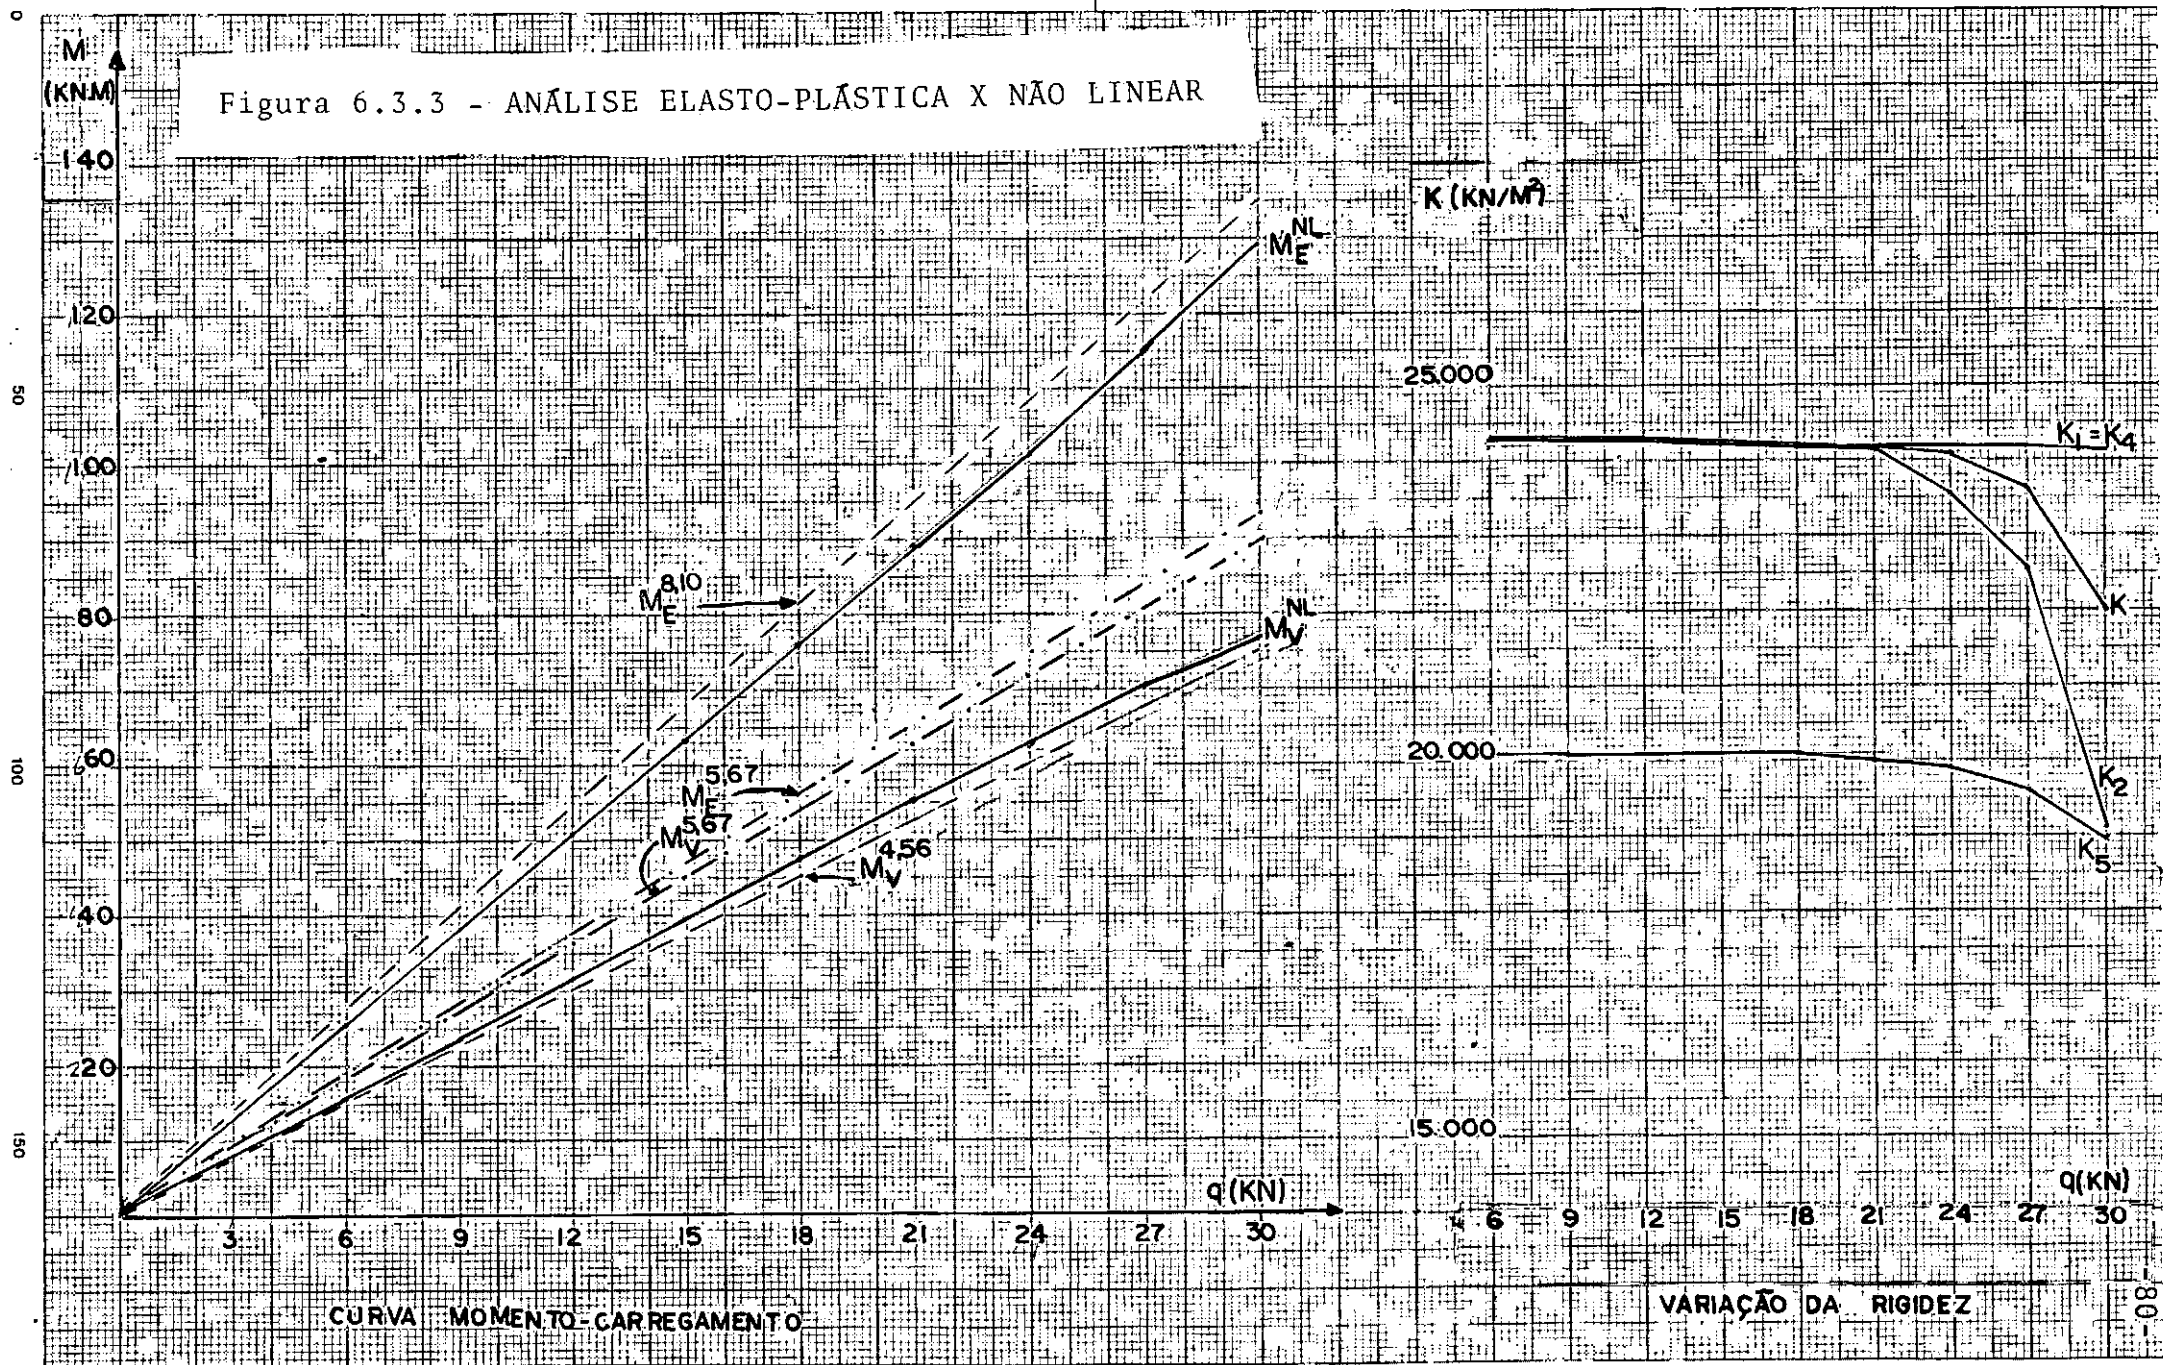 Figura 6.3.3 - ANÁLISE ELASTO-PLÁSTICA X NÃO LINEAR
M
(KN.M)
140
120
100
80
60
40
20
3 6 9 12 15 18 21 24 27 30
q (KN)
M_E^NL
M_E^8,10
M_E^5,67
M_V^5,67
M_V^NL
M_V^4,56
CURVA MOMENTO-CARREGAMENTO
K (KN/M²)
25.000
20.000
15.000
K₁ = K₄
K
K₂
K₅
q(KN)
6 9 12 15 18 21 24 27 30
VARIAÇÃO DA RIGIDEZ
-80-
0
50
100
150